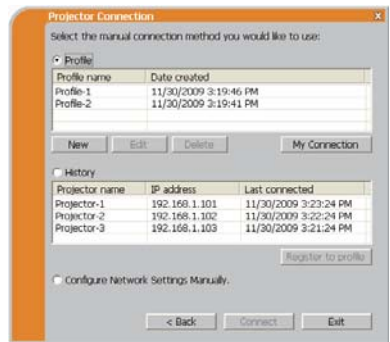 Projector Connection X
Select the manual connection method you would like to use:
Profile
Profile name Date created
Profile-1 11/30/2009 3:19:46 PM
Profile-2 11/30/2009 3:19:41 PM
New Edit Delete My Connection
History
Projector name IP address Last connected
Projector-1 192.168.1.101 11/30/2009 3:23:24 PM
Projector-2 192.168.1.102 11/30/2009 3:22:24 PM
Projector-3 192.168.1.103 11/30/2009 3:21:24 PM
Register to profile
Configure Network Settings Manually.
< Back Connect Exit